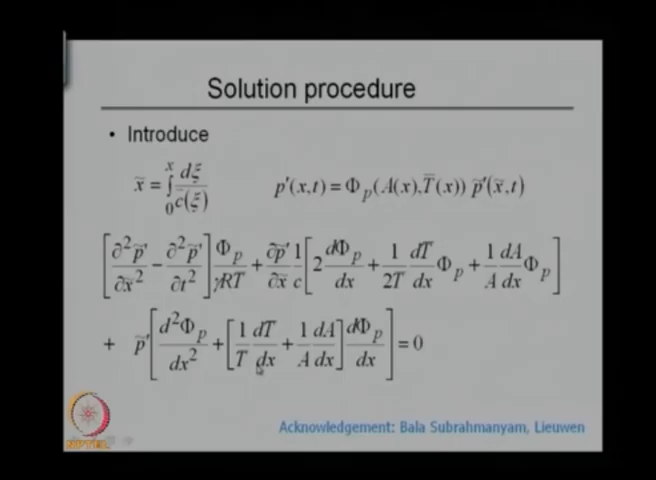 Solution procedure
• Introduce
x̃ = ∫₀ˣ dξ / c̄(ξ)    p'(x,t) = Φ_p(A(x), T̄(x)) p̃'(x̃,t)
[∂²p̃'/∂x̃² − ∂²p̃'/∂t²] Φ_p/γRT + ∂p̃'/∂x̃ 1/c [2 dΦ_p/dx + 1/2T dT/dx Φ_p + 1/A dA/dx Φ_p]
+ p̃' [d²Φ_p/dx² + [1/T dT/dx + 1/A dA/dx] dΦ_p/dx] = 0
NPTEL
Acknowledgement: Bala Subrahmanyam, Lieuwen